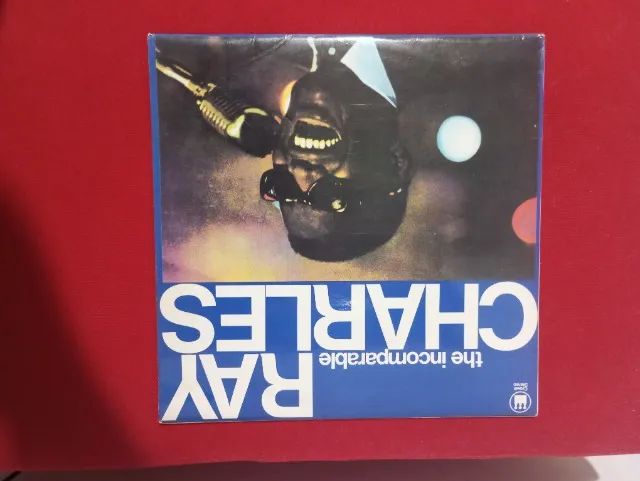 RAY
the incomparable
CHARLES